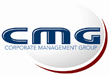 CMG
CORPORATE MANAGEMENT GROUP